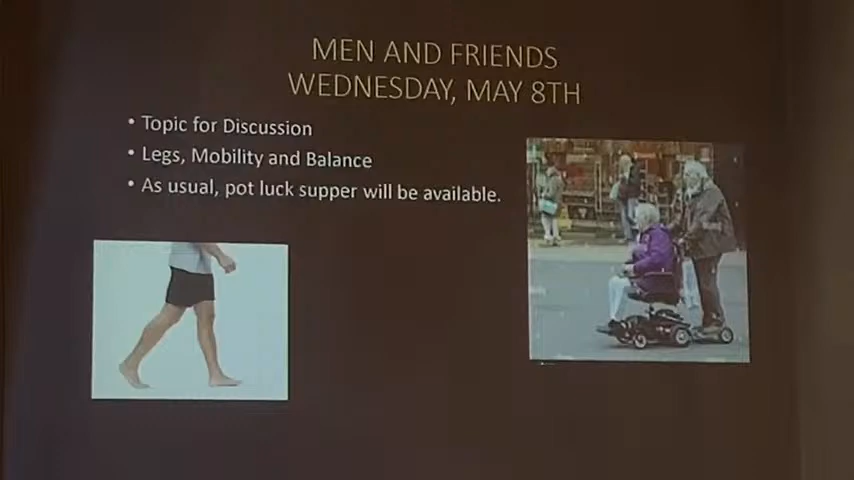 MEN AND FRIENDS
WEDNESDAY, MAY 8TH
• Topic for Discussion
• Legs, Mobility and Balance
• As usual, pot luck supper will be available.